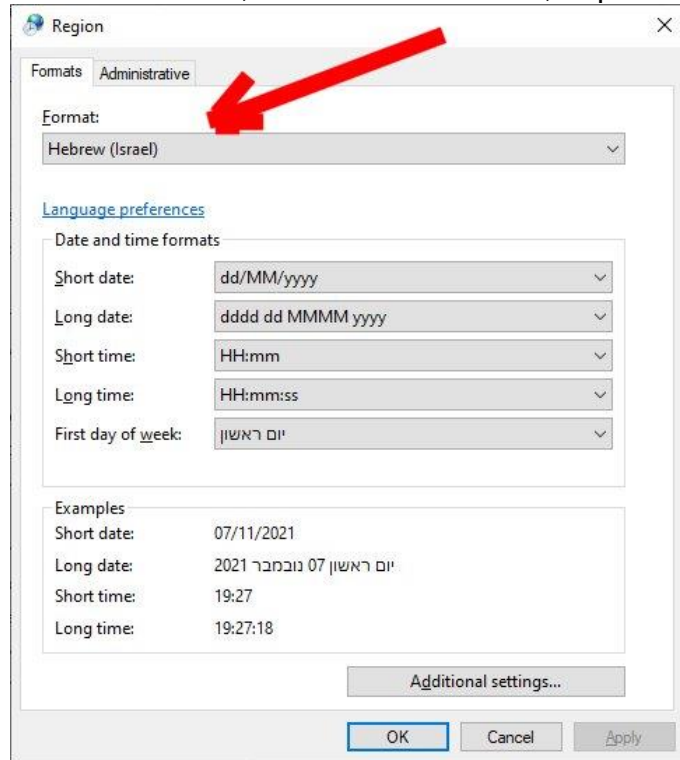 Region
Formats Administrative
Format:
Hebrew (Israel)
Language preferences
Date and time formats
Short date: dd/MM/yyyy
Long date: dddd dd MMMM yyyy
Short time: HH:mm
Long time: HH:mm:ss
First day of week: יום ראשון
Examples
Short date: 07/11/2021
Long date: יום ראשון 07 נובמבר 2021
Short time: 19:27
Long time: 19:27:18
Additional settings...
OK Cancel Apply